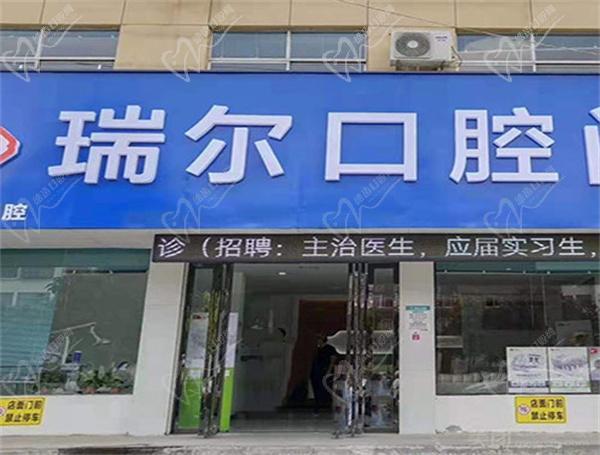 瑞尔口腔门
腔
诊（招聘：主治医生，应届实习生，
店面门前
禁止停车
店面门前
禁止停车